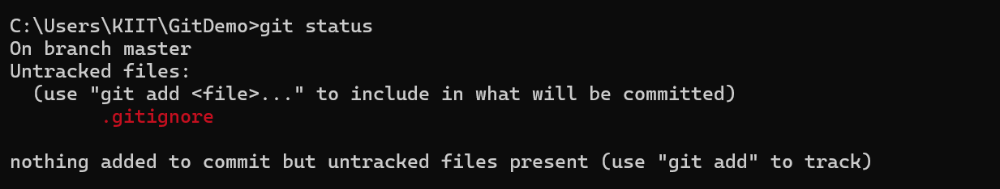 C:\Users\KIIT\GitDemo>git status
On branch master
Untracked files:
  (use "git add <file>..." to include in what will be committed)
        .gitignore

nothing added to commit but untracked files present (use "git add" to track)